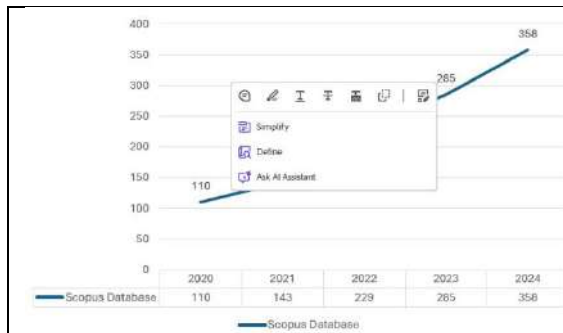 400
358
350
300
285
250
Simplify
200
Define
150
110
Ask AI Assistant
100
50
0
2020 2021 2022 2023 2024
Scopus Database 110 143 229 285 358
Scopus Database